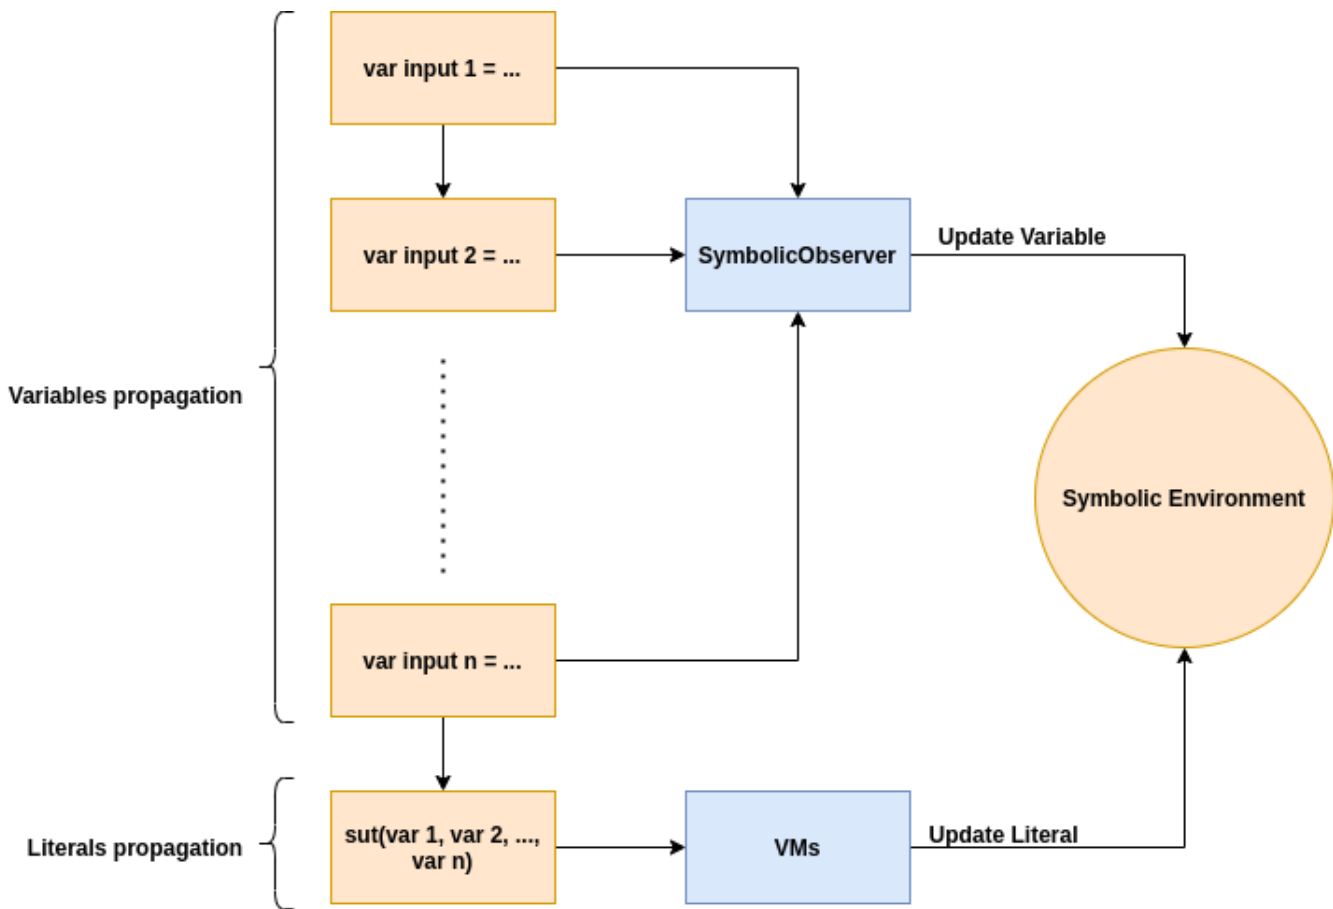 var input 1 = ...
var input 2 = ...
SymbolicObserver
Update Variable
Variables propagation
Symbolic Environment
var input n = ...
Literals propagation
sut(var 1, var 2, ...,
var n)
VMs
Update Literal